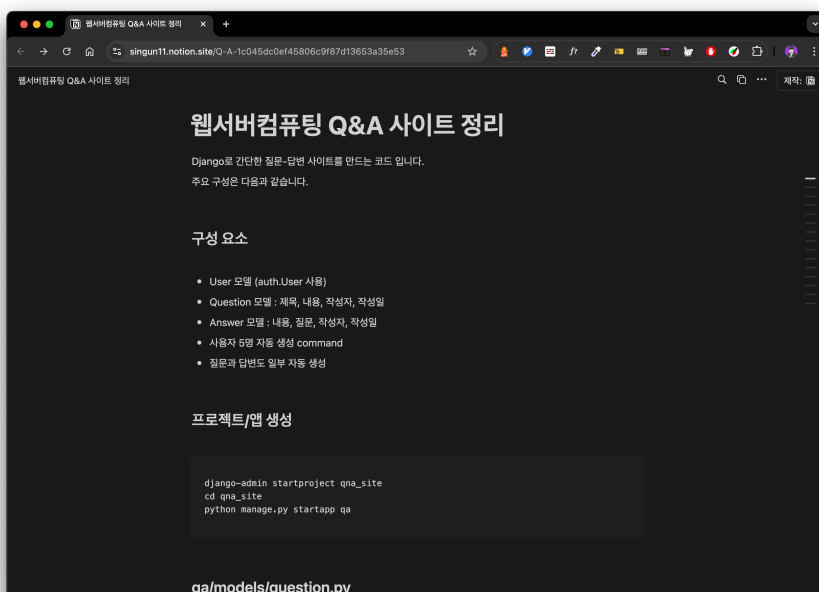 웹서버컴퓨팅 Q&A 사이트 정리
singun11.notion.site/Q-A-1c045dc0ef45806c9f87d13653a35e53
웹서버컴퓨팅 Q&A 사이트 정리
제작:
웹서버컴퓨팅 Q&A 사이트 정리
Django로 간단한 질문-답변 사이트를 만드는 코드 입니다.
주요 구성은 다음과 같습니다.
구성 요소
• User 모델 (auth.User 사용)
• Question 모델 : 제목, 내용, 작성자, 작성일
• Answer 모델 : 내용, 질문, 작성자, 작성일
• 사용자 5명 자동 생성 command
• 질문과 답변도 일부 자동 생성
프로젝트/앱 생성
django-admin startproject qna_site
cd qna_site
python manage.py startapp qa
qa/models/question.py